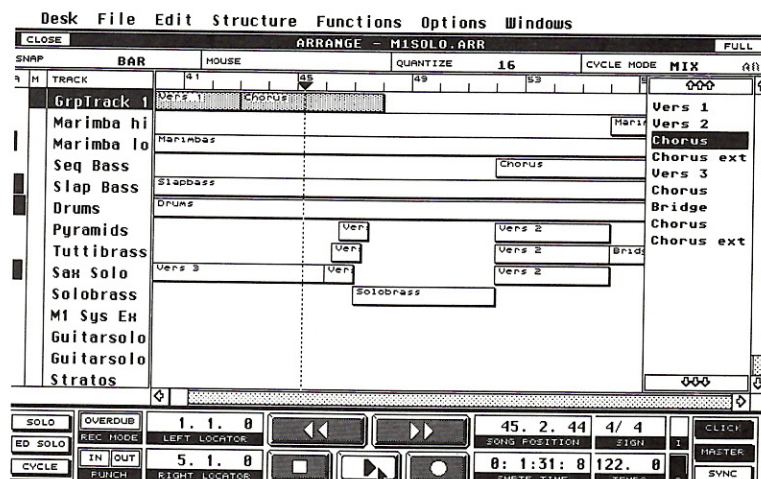 Desk File Edit Structure Functions Options Windows
CLOSE ARRANGE - M1SOLO.ARR FULL
SNAP BAR MOUSE QUANTIZE 16 CYCLE MODE MIX
M TRACK 41 45 49 53
GrpTrack 1 Vers 1 Chorus
Marimba hi
Marimba lo Marimbas
Seq Bass Chorus
Slap Bass Slapbass
Drums Drums
Pyramids Ver Vers 2
Tuttibrass Ver Vers 2 Brid
Sax Solo Vers 3 Ver Vers 2
Solobrass Solobrass
M1 Sys Ex
Guitarsolo
Guitarsolo
Stratos
Vers 1
Vers 2
Chorus
Chorus ext
Vers 3
Chorus
Bridge
Chorus
Chorus ext
SOLO OVERDUB 1. 1. 0 45. 2. 44 4/ 4 CLICK
REC MODE LEFT LOCATOR SONG POSITION SIGN I
ED SOLO MASTER
CYCLE IN OUT 5. 1. 0 0: 1:31: 8 122. 0 SYNC
PUNCH RIGHT LOCATOR